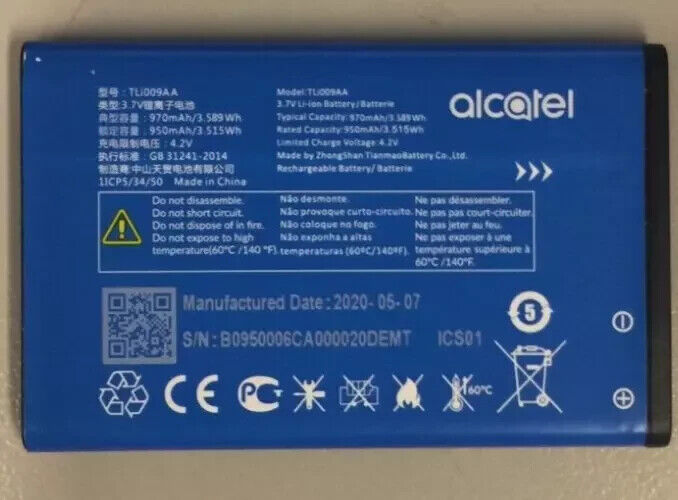 型号: TLi009AA
类型:3.7V锂离子电池
典型容量: 970mAh/3.589Wh
额定容量: 950mAh/3.515Wh
充电限制电压: 4.2V
执行标准: GB 31241-2014
制造商: 中山天贸电池有限公司
1ICP5/34/50 Made in China
Model:TLi009AA
3.7V Li-ion Battery/Batterie
Typical Capacity: 970mAh/3.589Wh
Rated Capacity:950mAh/3.515Wh
Limited Charge Voltage: 4.2V
Made by ZhongShan TianmaoBattery Co., Ltd.
Rechargeable Battery/ Batterie
alcatel
Do not disassemble.
Do not short circuit.
Do not dispose of in fire.
Do not expose to high
temperature(60°C /140 °F).
Não desmonte.
Não provoque curto-circuito.
Não coloque no fogo.
Não exponha a altas
temperaturas (60ºC/140ºF).
Ne pas désassembler.
Ne pas court-circuiter.
Ne pas jeter au feu.
Ne pas exposer à une
température supérieure à
60°C /140°F.
Manufactured Date: 2020-05-07
S/N: B0950006CA000020DEMT ICS01
5
CE
PC
60°C